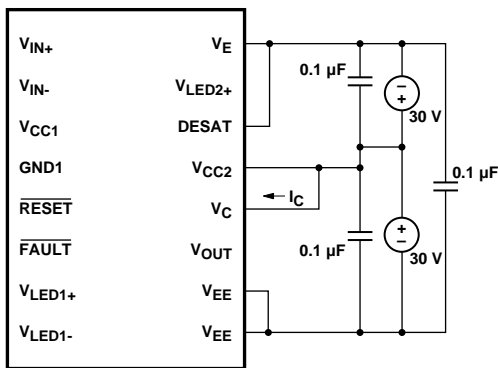 VIN+
VIN-
VCC1
GND1
RESET
FAULT
VLED1+
VLED1-
VE
VLED2+
DESAT
VCC2
VC
VOUT
VEE
VEE
IC
0.1 µF
30 V
0.1 µF
0.1 µF
30 V